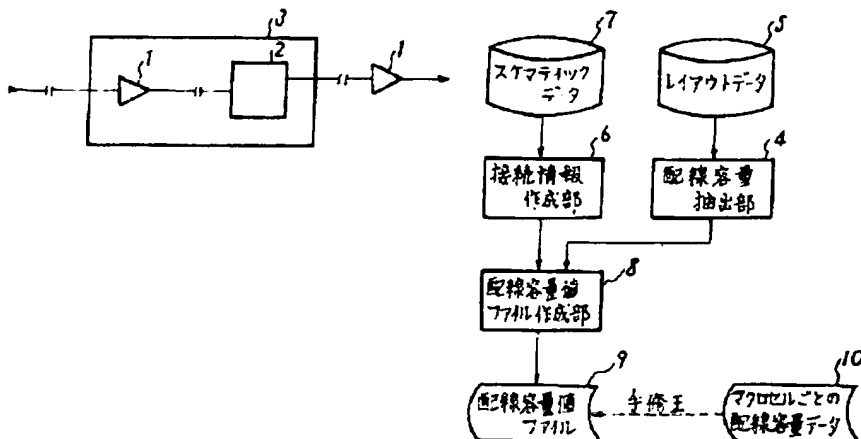 3
1
2
1
7
スケマティック
データ
5
レイアウトデータ
6
接続情報
作成部
4
配線容量
抽出部
8
配線容量値
ファイル作成部
9
配線容量値
ファイル
手修正
10
マクロセルごとの
配線容量データ